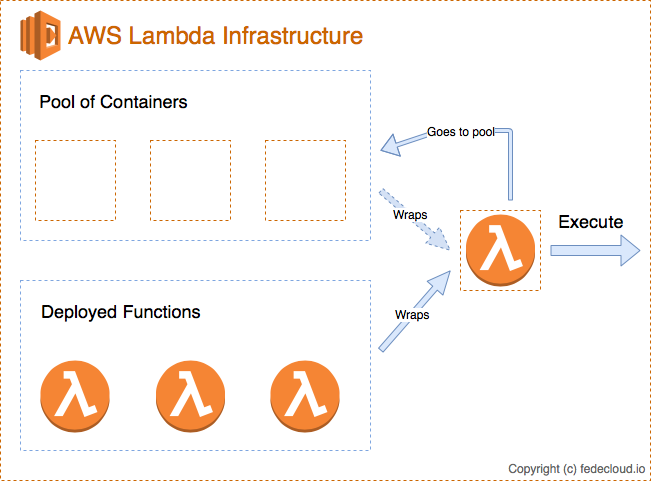 AWS Lambda Infrastructure
Pool of Containers
Goes to pool
Wraps
Execute
Deployed Functions
Wraps
Copyright (c) fedecloud.io